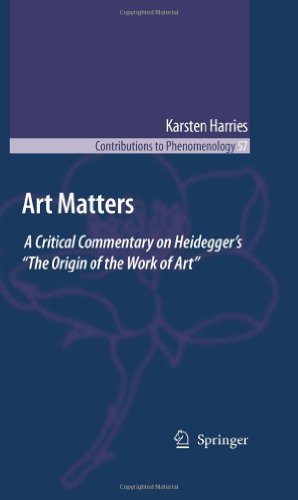 Karsten Harries
Contributions to Phenomenology 57
Art Matters
A Critical Commentary on Heidegger's
"The Origin of the Work of Art"
Springer